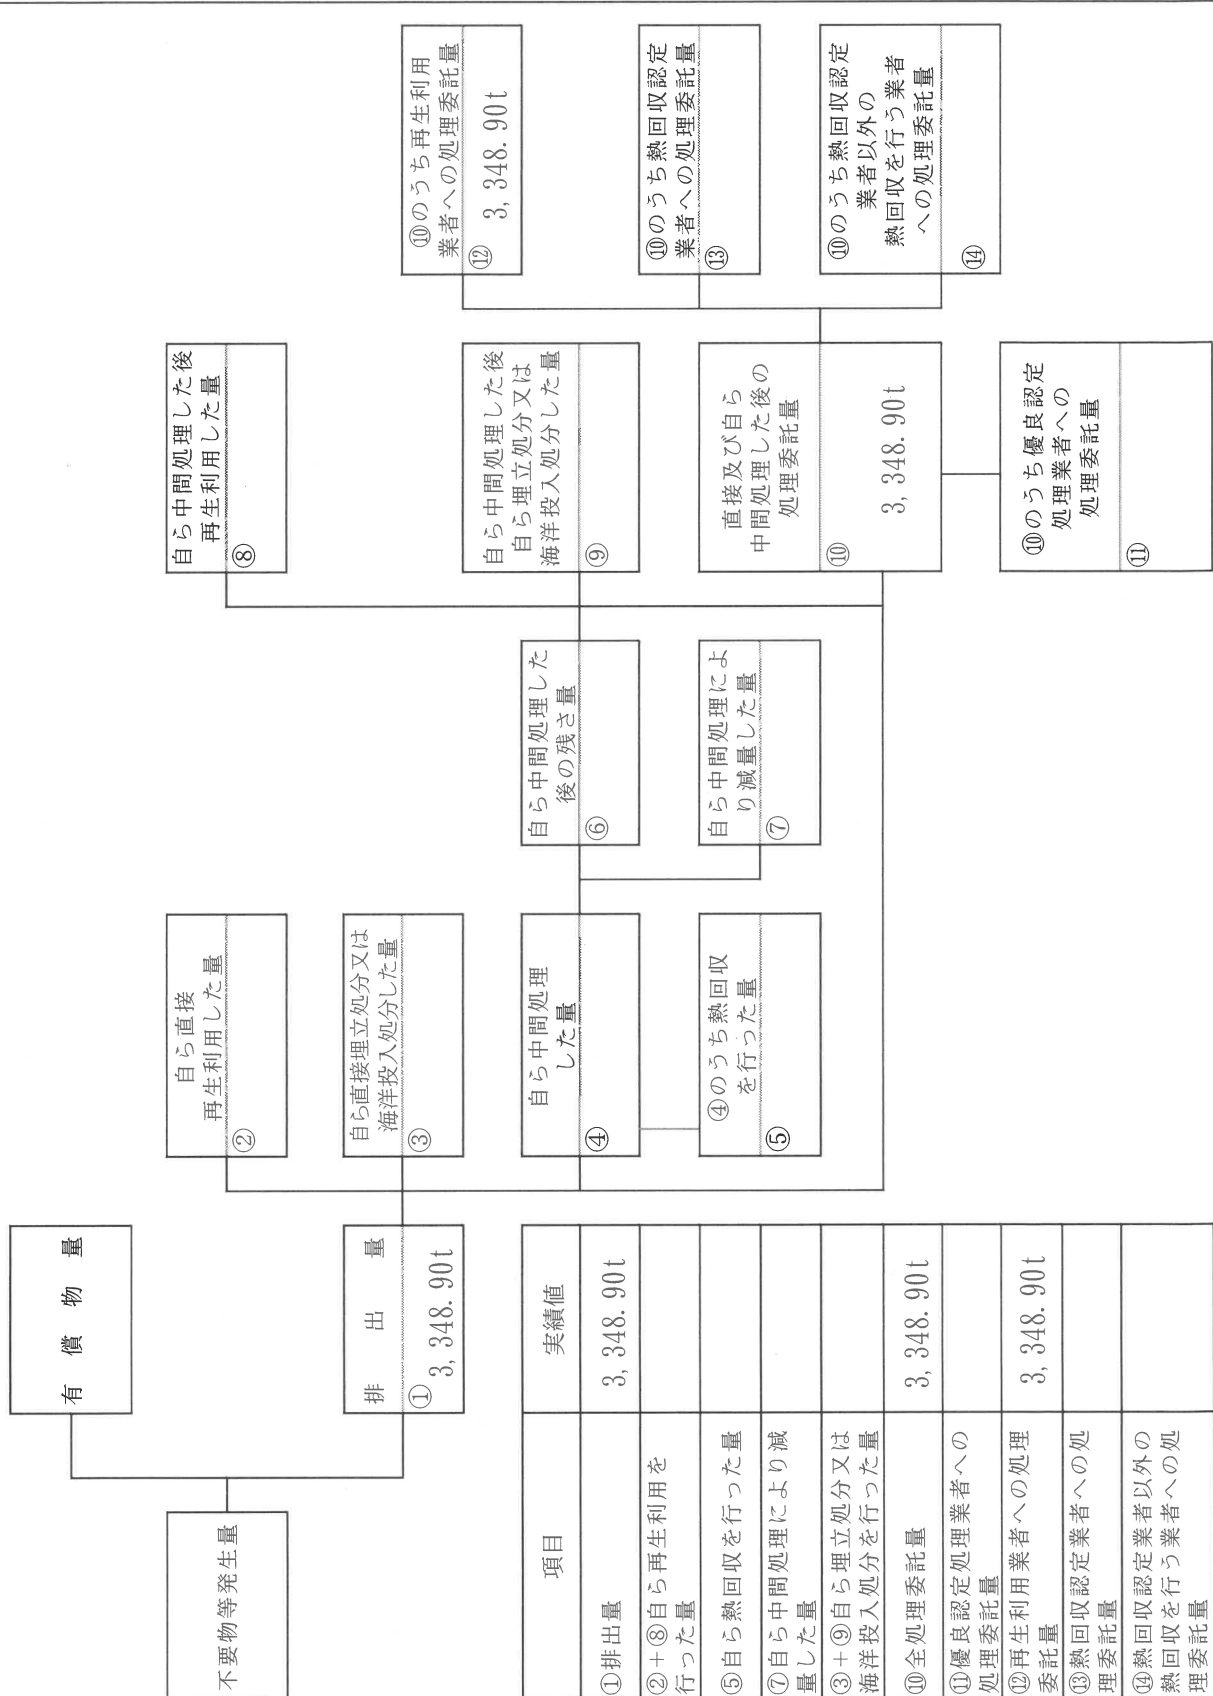 不要物等発生量
有償物量
排出量
①
3,348.90t
自ら直接
再生利用した量
②
自ら直接埋立処分又は
海洋投入処分した量
③
自ら中間処理
した量
④
④のうち熱回収
を行った量
⑤
自ら中間処理した
後の残さ量
⑥
自ら中間処理によ
り減量した量
⑦
自ら中間処理した後
再生利用した量
⑧
自ら中間処理した後
自ら埋立処分又は
海洋投入処分した量
⑨
直接及び自ら
中間処理した後の
処理委託量
⑩
3,348.90t
⑩のうち優良認定
処理業者への
処理委託量
⑪
⑩のうち再生利用
業者への処理委託量
⑫
3,348.90t
⑩のうち熱回収認定
業者への処理委託量
⑬
⑩のうち熱回収認定
業者以外の
熱回収を行う業者
への処理委託量
⑭
項目 実績値
①排出量 3,348.90t
②+⑧自ら再生利用を
行った量
⑤自ら熱回収を行った量
⑦自ら中間処理により減
量した量
③+⑨自ら埋立処分又は
海洋投入処分を行った量
⑩全処理委託量 3,348.90t
⑪優良認定処理業者への
処理委託量
⑫再生利用業者への処理
委託量 3,348.90t
⑬熱回収認定業者への処
理委託量
⑭熱回収認定業者以外の
熱回収を行う業者への処
理委託量